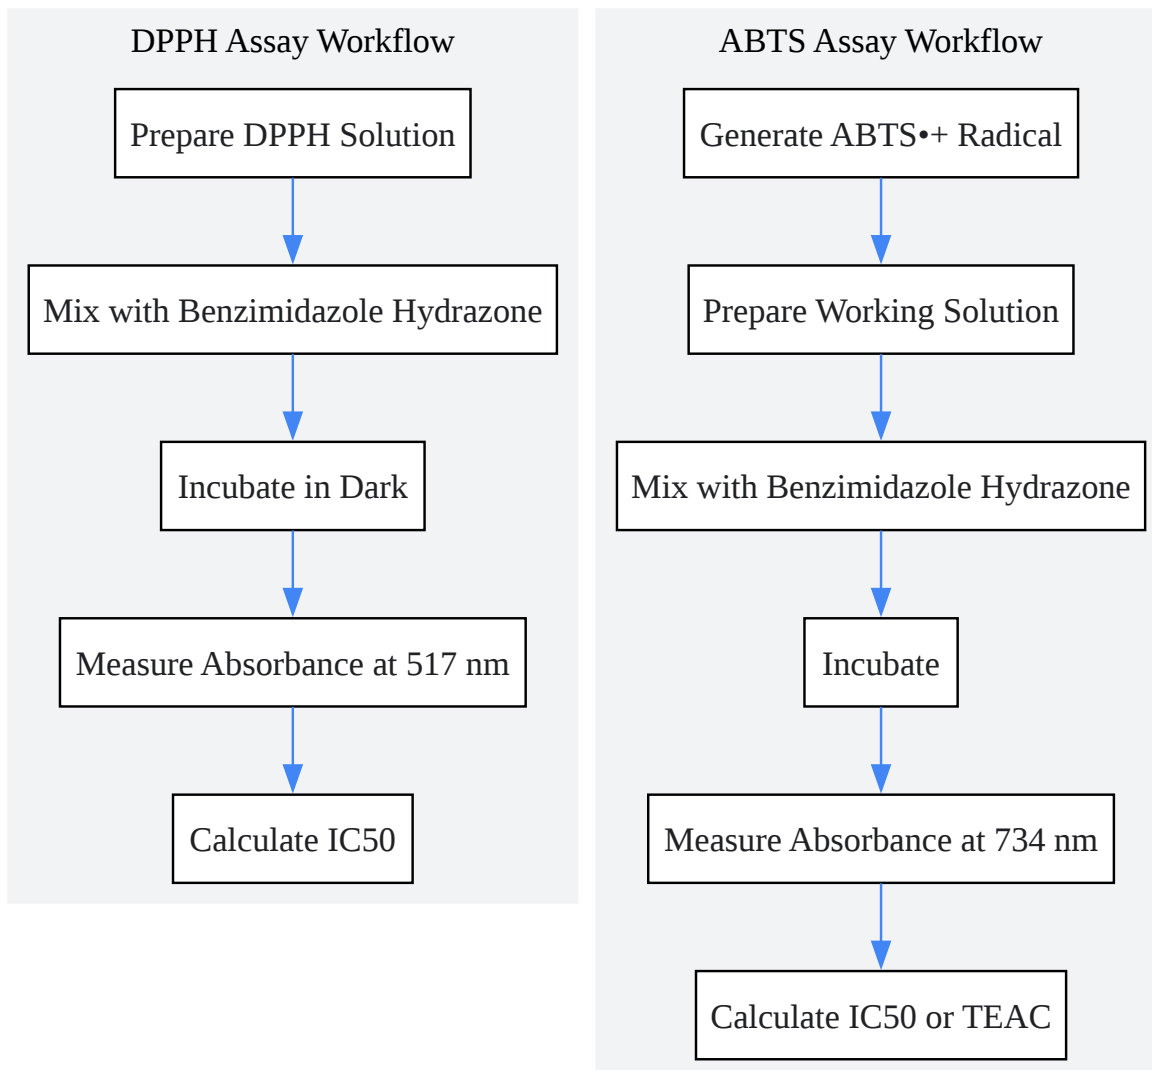 DPPH Assay Workflow
Prepare DPPH Solution
Mix with Benzimidazole Hydrazone
Incubate in Dark
Measure Absorbance at 517 nm
Calculate IC50
ABTS Assay Workflow
Generate ABTS•+ Radical
Prepare Working Solution
Mix with Benzimidazole Hydrazone
Incubate
Measure Absorbance at 734 nm
Calculate IC50 or TEAC